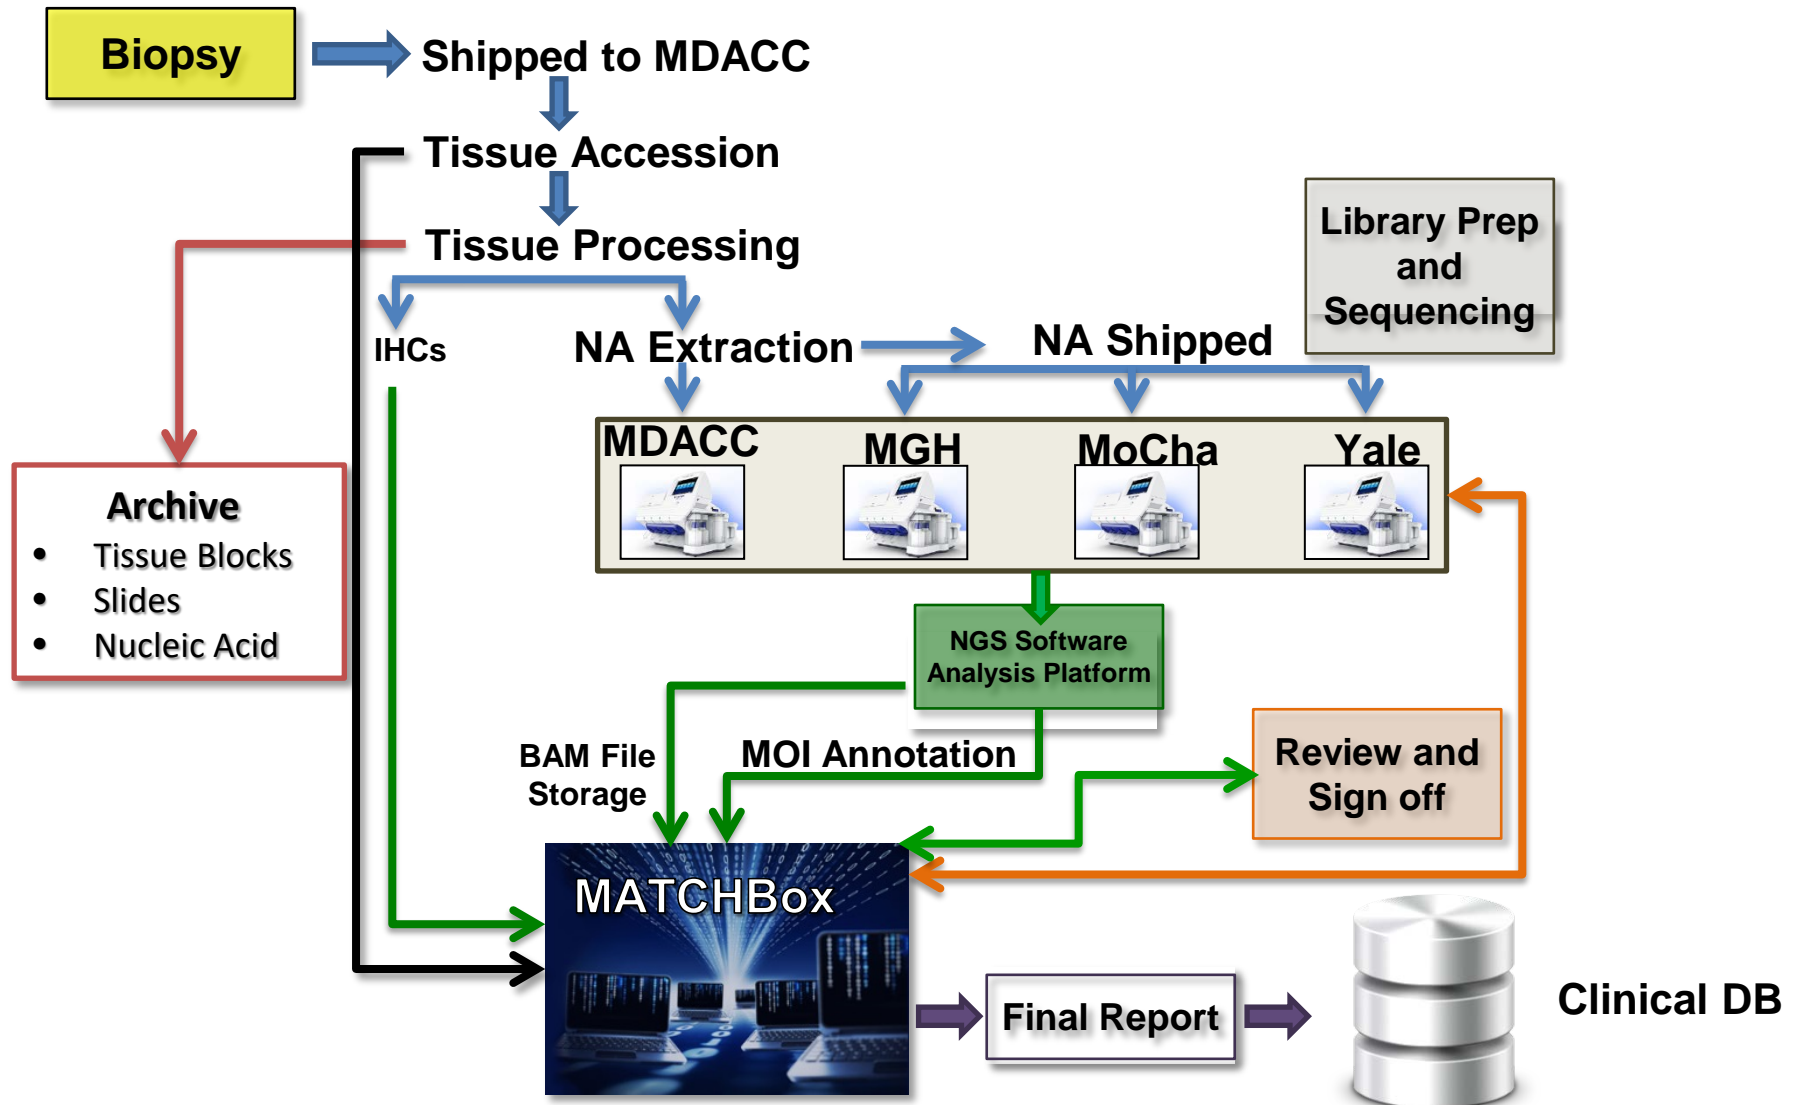 Biopsy
Shipped to MDACC
Tissue Accession
Tissue Processing
Library Prep
and
Sequencing
IHCs
NA Extraction
NA Shipped
MDACC
MGH
MoCha
Yale
Archive
• Tissue Blocks
• Slides
• Nucleic Acid
NGS Software
Analysis Platform
BAM File
Storage
MOI Annotation
Review and
Sign off
MATCHBox
Final Report
Clinical DB